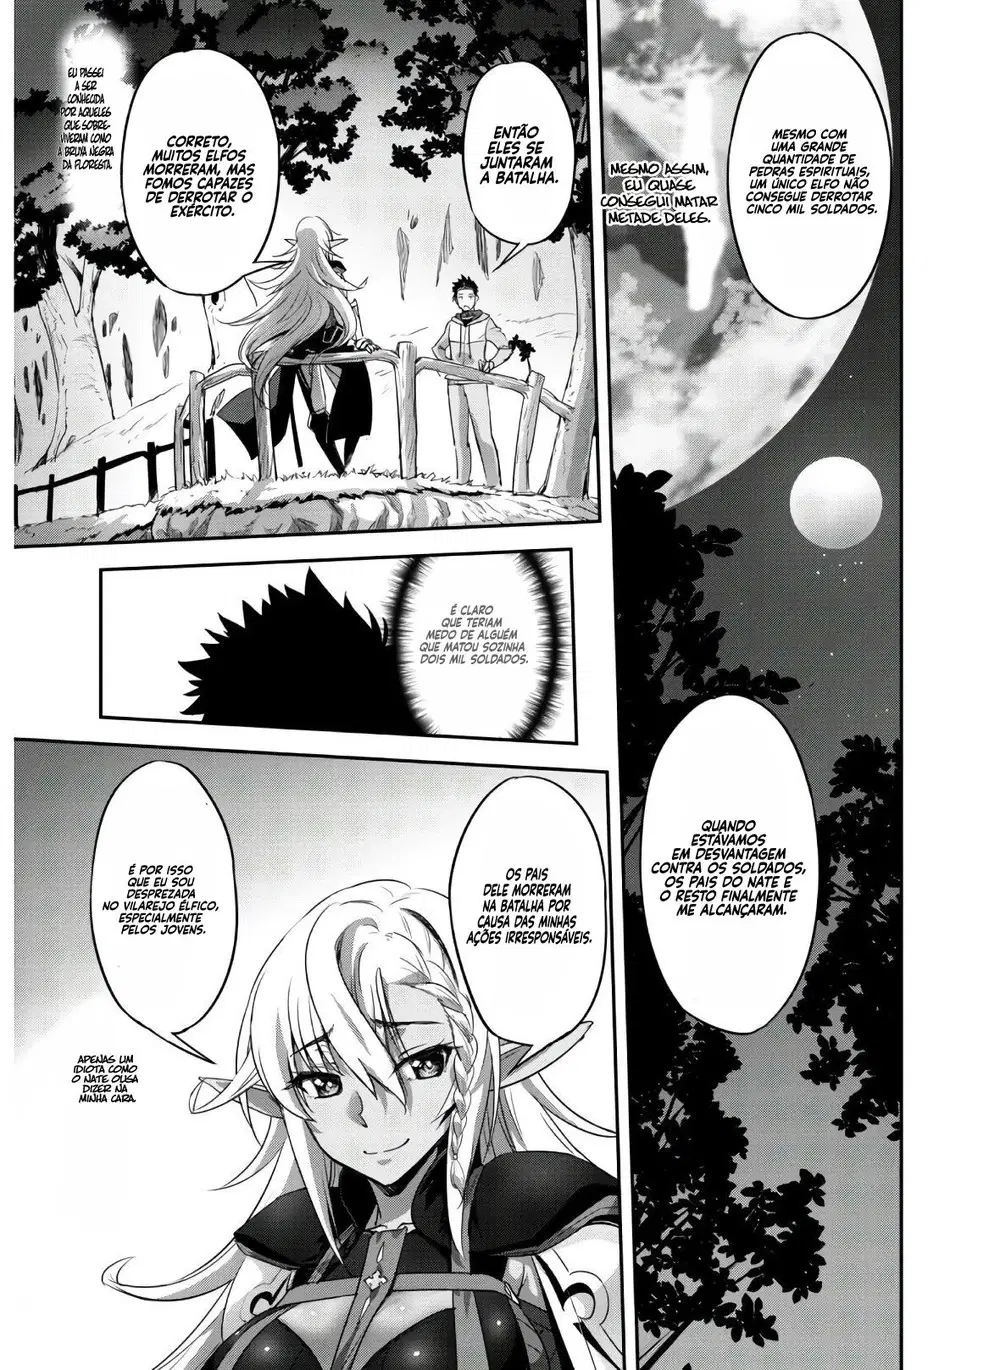 MESMO COM
UMA GRANDE
QUANTIDADE DE
PEDRAS ESPIRITUAIS,
UM ÚNICO ELFO NÃO
CONSEGUE DERROTAR
CINCO MIL SOLDADOS.
MESMO ASSIM,
EU QUASE
CONSEGUI MATAR
METADE DELES.
QUANDO
ESTÁVAMOS
EM DESVANTAGEM
CONTRA OS SOLDADOS,
OS PAIS DO NATE E
O RESTO FINALMENTE
ME ALCANÇARAM.
ENTÃO
ELES SE
JUNTARAM
A BATALHA.
CORRETO,
MUITOS ELFOS
MORRERAM, MAS
FOMOS CAPAZES
DE DERROTAR O
EXÉRCITO.
EU PASSEI
A SER
CONHECIDA
POR AQUELES
QUE SOBRE-
VIVERAM COMO
A BRUXA NEGRA
DA FLORESTA.
É CLARO
QUE TERIAM
MEDO DE ALGUÉM
QUE MATOU SOZINHA
DOIS MIL SOLDADOS.
OS PAIS
DELE MORRERAM
NA BATALHA POR
CAUSA DAS MINHAS
AÇÕES IRRESPONSÁVEIS.
É POR ISSO
QUE EU SOU
DESPREZADA
NO VILAREJO ÉLFICO,
ESPECIALMENTE
PELOS JOVENS.
APENAS UM
IDIOTA COMO
O NATE OUSA
DIZER NA
MINHA CARA.